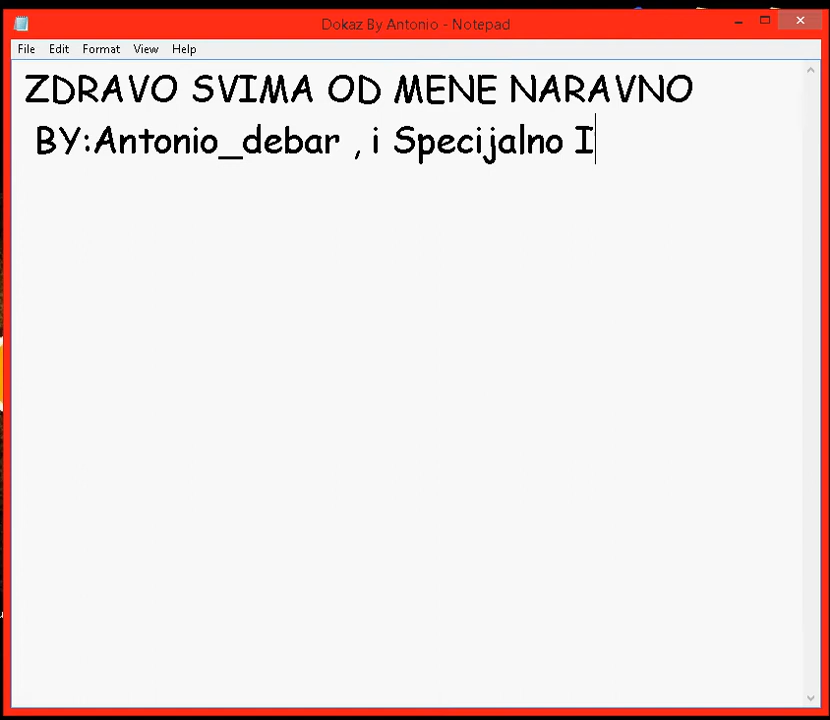 Dokaz By Antonio - Notepad
File Edit Format View Help
ZDRAVO SVIMA OD MENE NARAVNO
BY:Antonio_debar , i Specijalno I